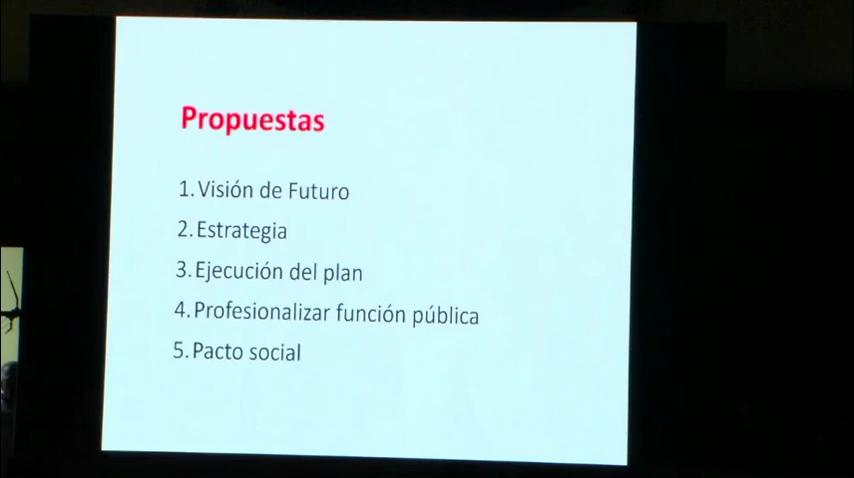 Propuestas
1. Visión de Futuro
2. Estrategia
3. Ejecución del plan
4. Profesionalizar función pública
5. Pacto social